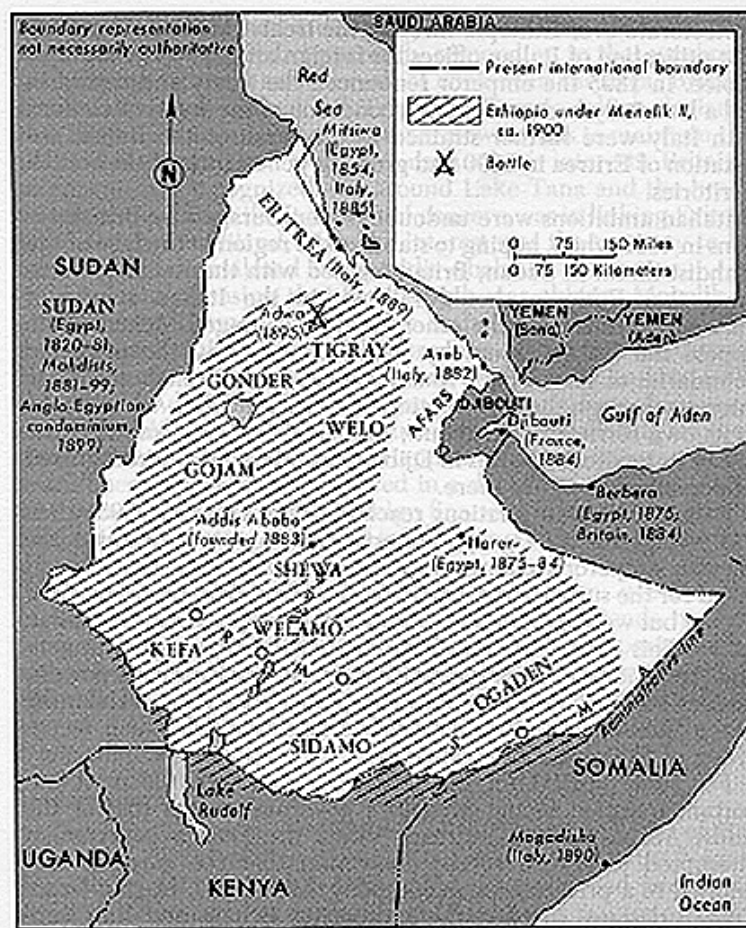 Boundary representation
not necessarily authoritative
SAUDI ARABIA
Present international boundary
Ethiopia under Menelik II,
ca. 1900
Battle
0 75 150 Miles
0 75 150 Kilometers
Red
Sea
Mitsiwa
(Egypt,
1854;
Italy,
1885)
N
ERITREA (Italy, 1889)
SUDAN
SUDAN
(Egypt,
1820-81;
Mahdists,
1881-99;
Anglo-Egyptian
condominium,
1899)
Adwa
(1896)
TIGRAY
GONDER
YEMEN
(Sana)
YEMEN
(Aden)
Aseb
(Italy, 1882)
AFARS
DJIBOUTI
Djibouti
(France,
1884)
Gulf of Aden
WELO
GOJAM
Berbera
(Egypt, 1875;
Britain, 1884)
Addis Ababa
(founded 1883)
Harer
(Egypt, 1875-84)
SHEWA
WELAMO
KEFA
O R O M O
OGADEN
SIDAMO
S O M A L I
Administrative line
SOMALIA
Lake
Rudolf
UGANDA
KENYA
Mogadishu
(Italy, 1890)
Indian
Ocean